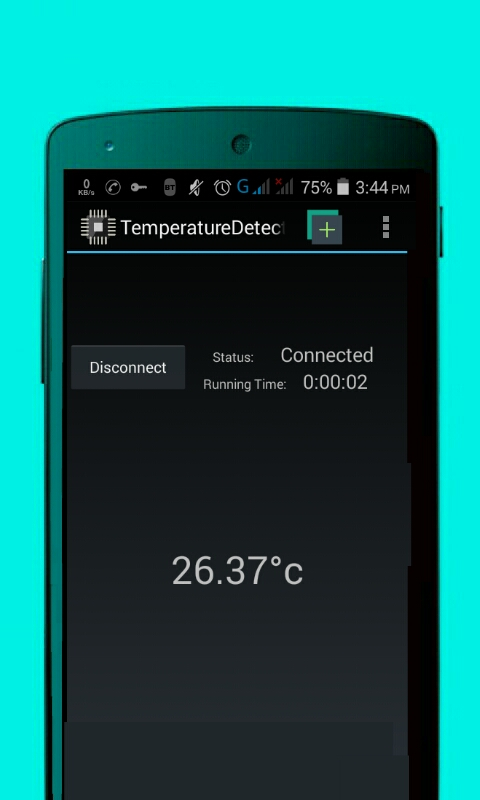 0 KB/s BT G 75% 3:44 PM
TemperatureDetect
Disconnect
Status: Connected
Running Time: 0:00:02
26.37°c